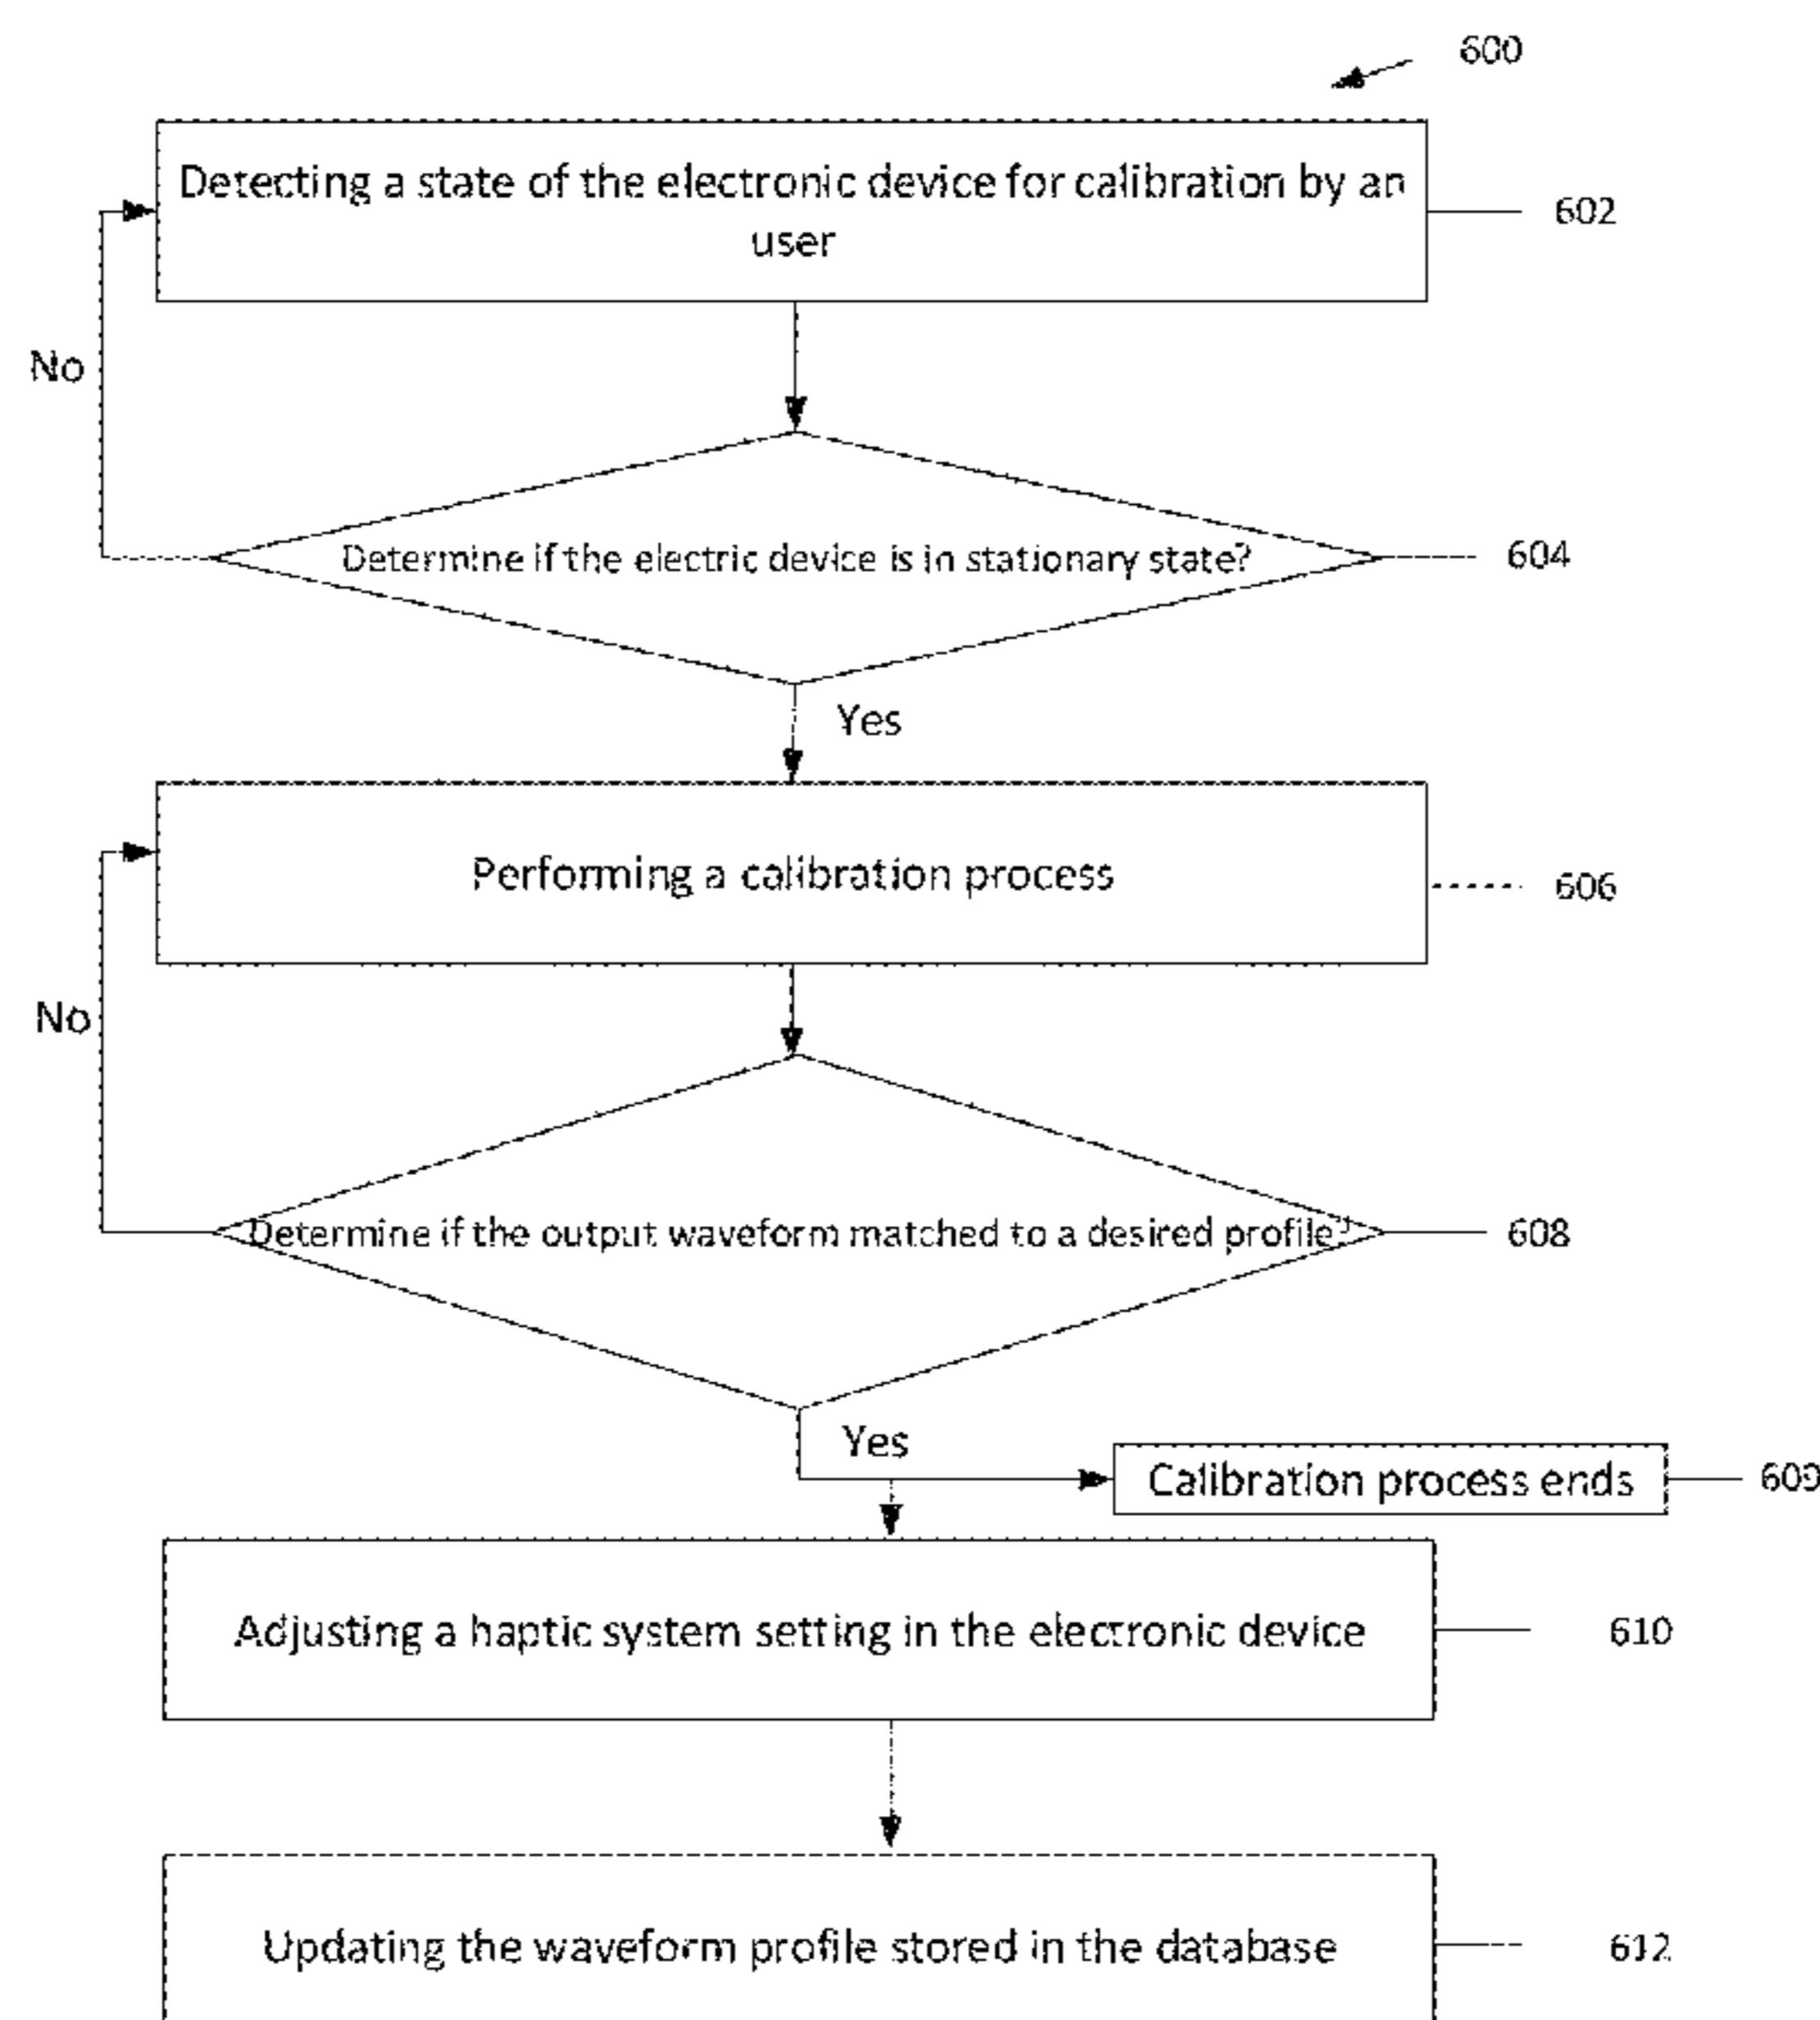 600
Detecting a state of the electronic device for calibration by an
user
602
No
Determine if the electric device is in stationary state?
604
Yes
Performing a calibration process
606
No
Determine if the output waveform matched to a desired profile?
608
Yes
Calibration process ends
609
Adjusting a haptic system setting in the electronic device
610
Updating the waveform profile stored in the database
612